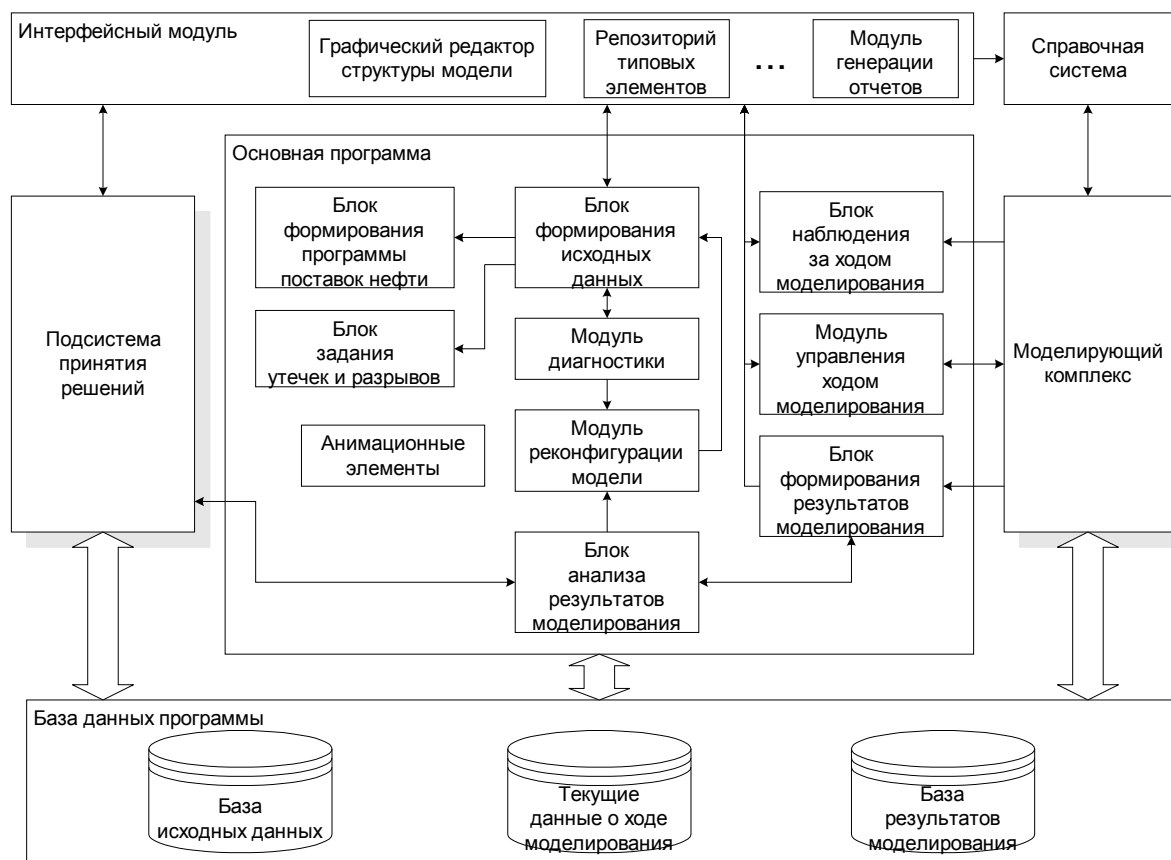 Интерфейсный модуль
Графический редактор
структуры модели
Репозиторий
типовых
элементов
...
Модуль
генерации
отчетов
Справочная
система
Основная программа
Блок
формирования
программы
поставок нефти
Блок
формирования
исходных
данных
Блок
наблюдения
за ходом
моделирования
Подсистема
принятия
решений
Блок
задания
утечек и разрывов
Модуль
диагностики
Модуль
управления
ходом
моделирования
Моделирующий
комплекс
Анимационные
элементы
Модуль
реконфигурации
модели
Блок
формирования
результатов
моделирования
Блок
анализа
результатов
моделирования
База данных программы
База
исходных данных
Текущие
данные о ходе
моделирования
База
результатов
моделирования